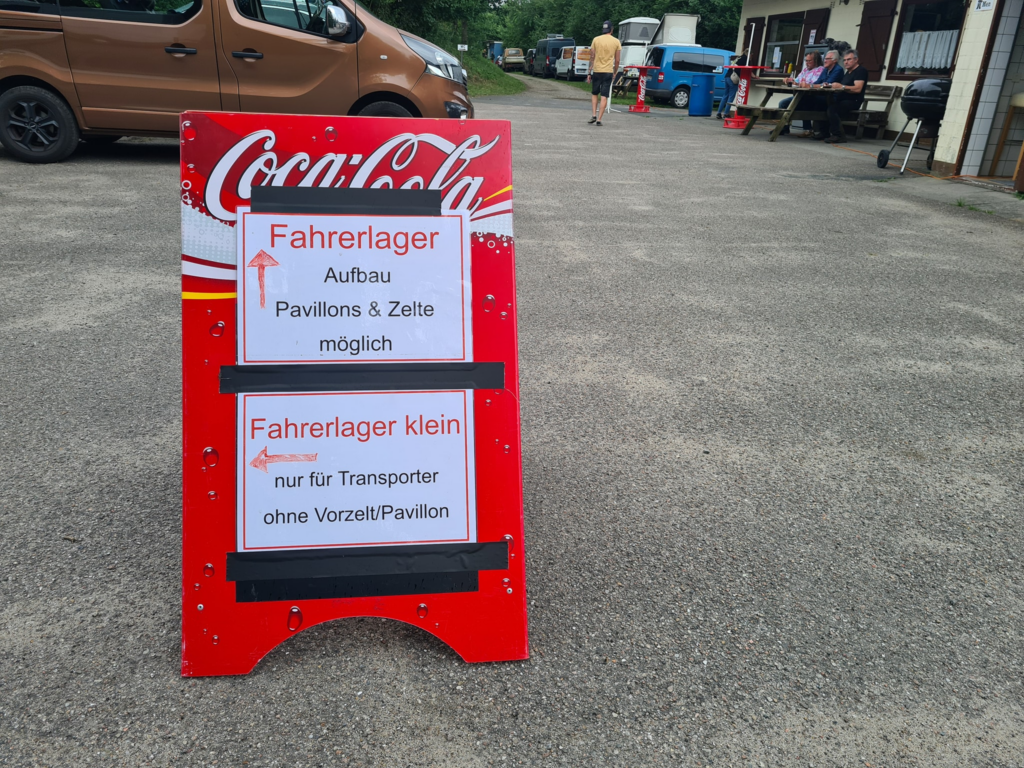 Coca-Cola
Fahrerlager
Aufbau
Pavillons & Zelte
möglich
Fahrerlager klein
nur für Transporter
ohne Vorzelt/Pavillon